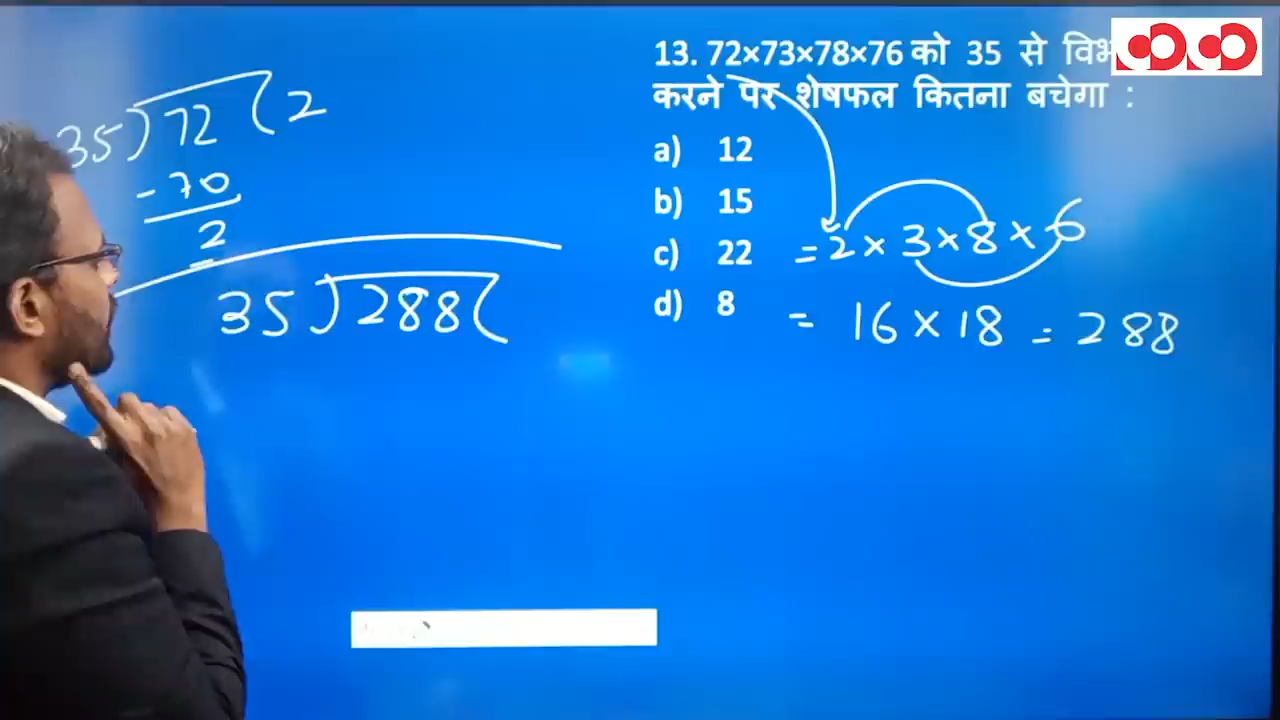 13. 72×73×78×76 को 35 से
करने पर शेषफल कितना बचेगा :
a) 12
b) 15
c) 22
d) 8
35)72(2
-70
2
=2×3×8×6
= 16×18 = 288
35)288(